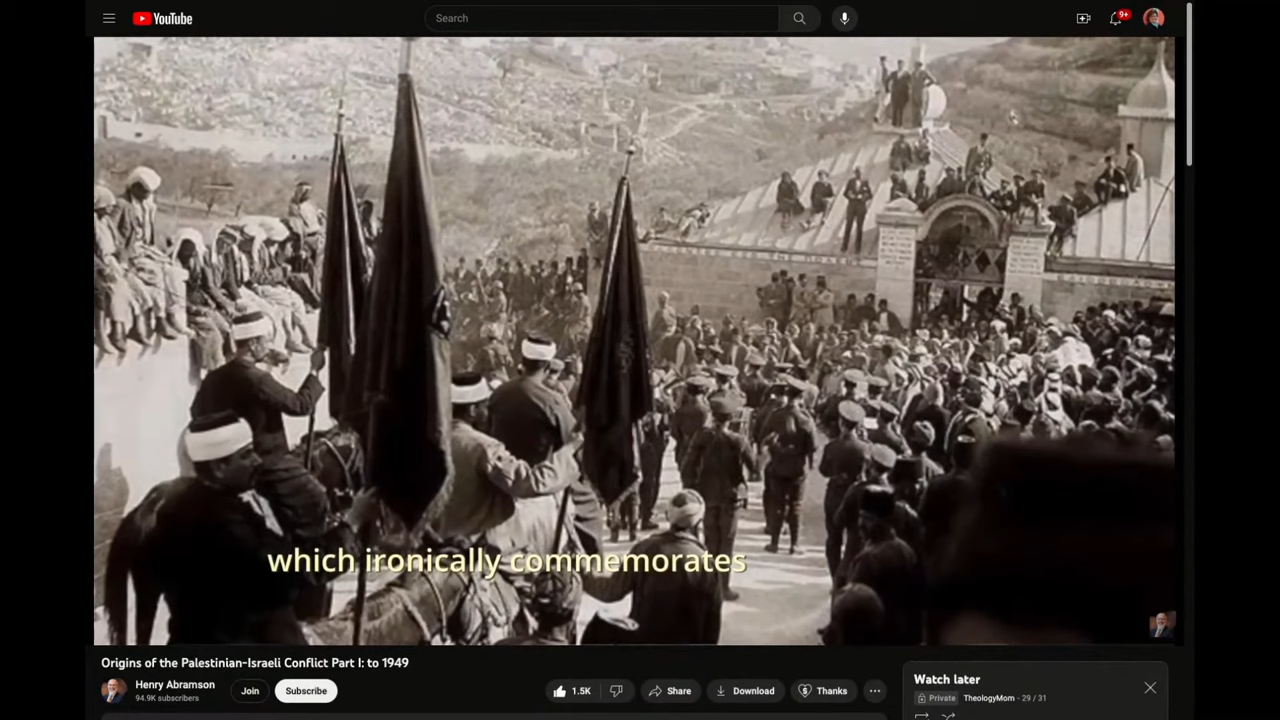 YouTube
Search
9+
which ironically commemorates
Origins of the Palestinian-Israeli Conflict Part I: to 1949
Henry Abramson
94.9K subscribers
Join
Subscribe
1.5K
Share
Download
Thanks
Watch later
Private
TheologyMom - 29 / 31